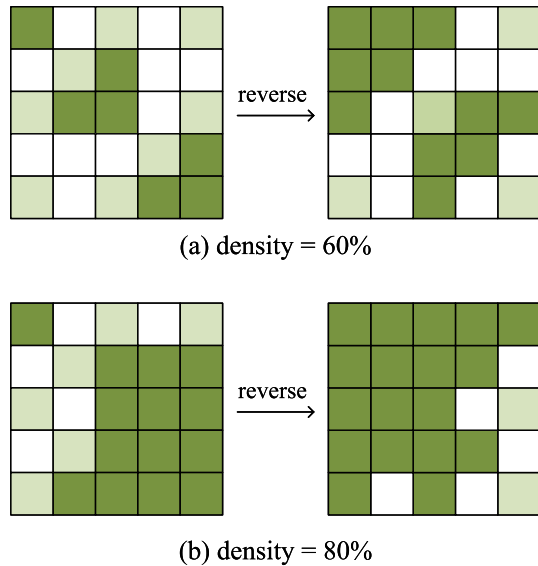 reverse
(a) density = 60%
reverse
(b) density = 80%